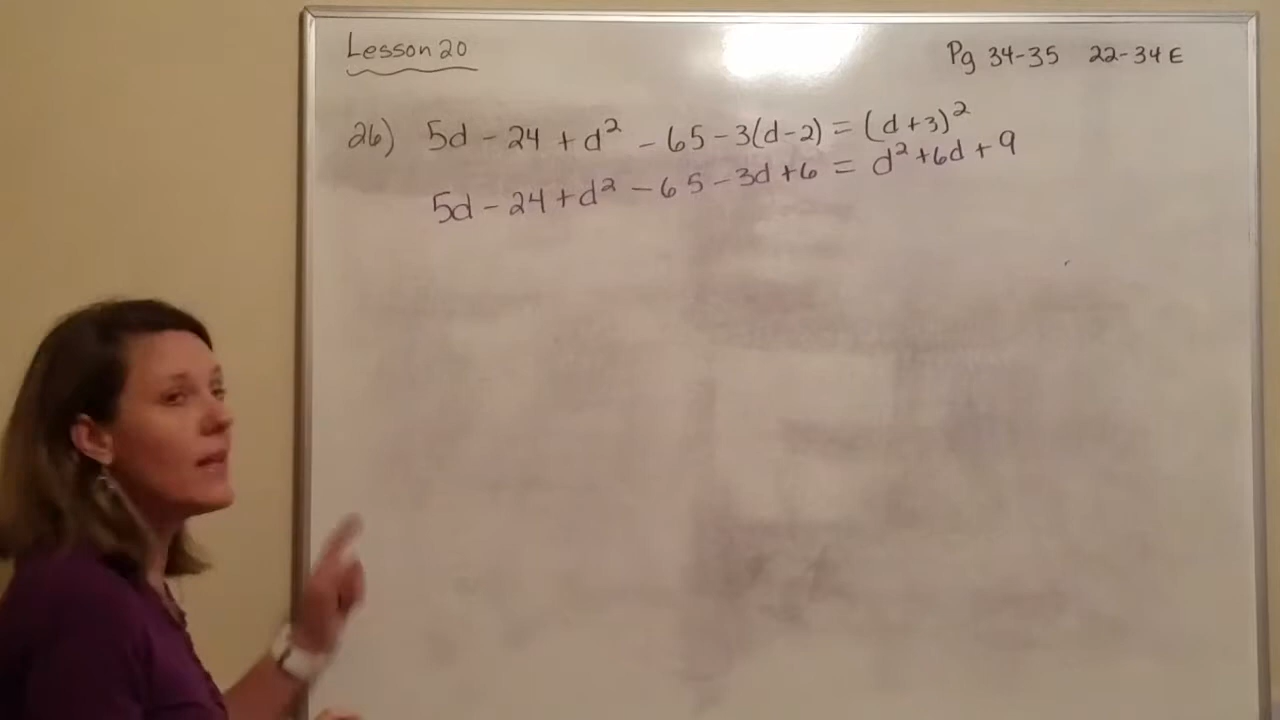 Lesson 20
Pg 34-35 22-34 E
26) 5d - 24 + d² - 65 - 3(d-2) = (d+3)²
5d - 24 + d² - 65 - 3d + 6 = d² + 6d + 9